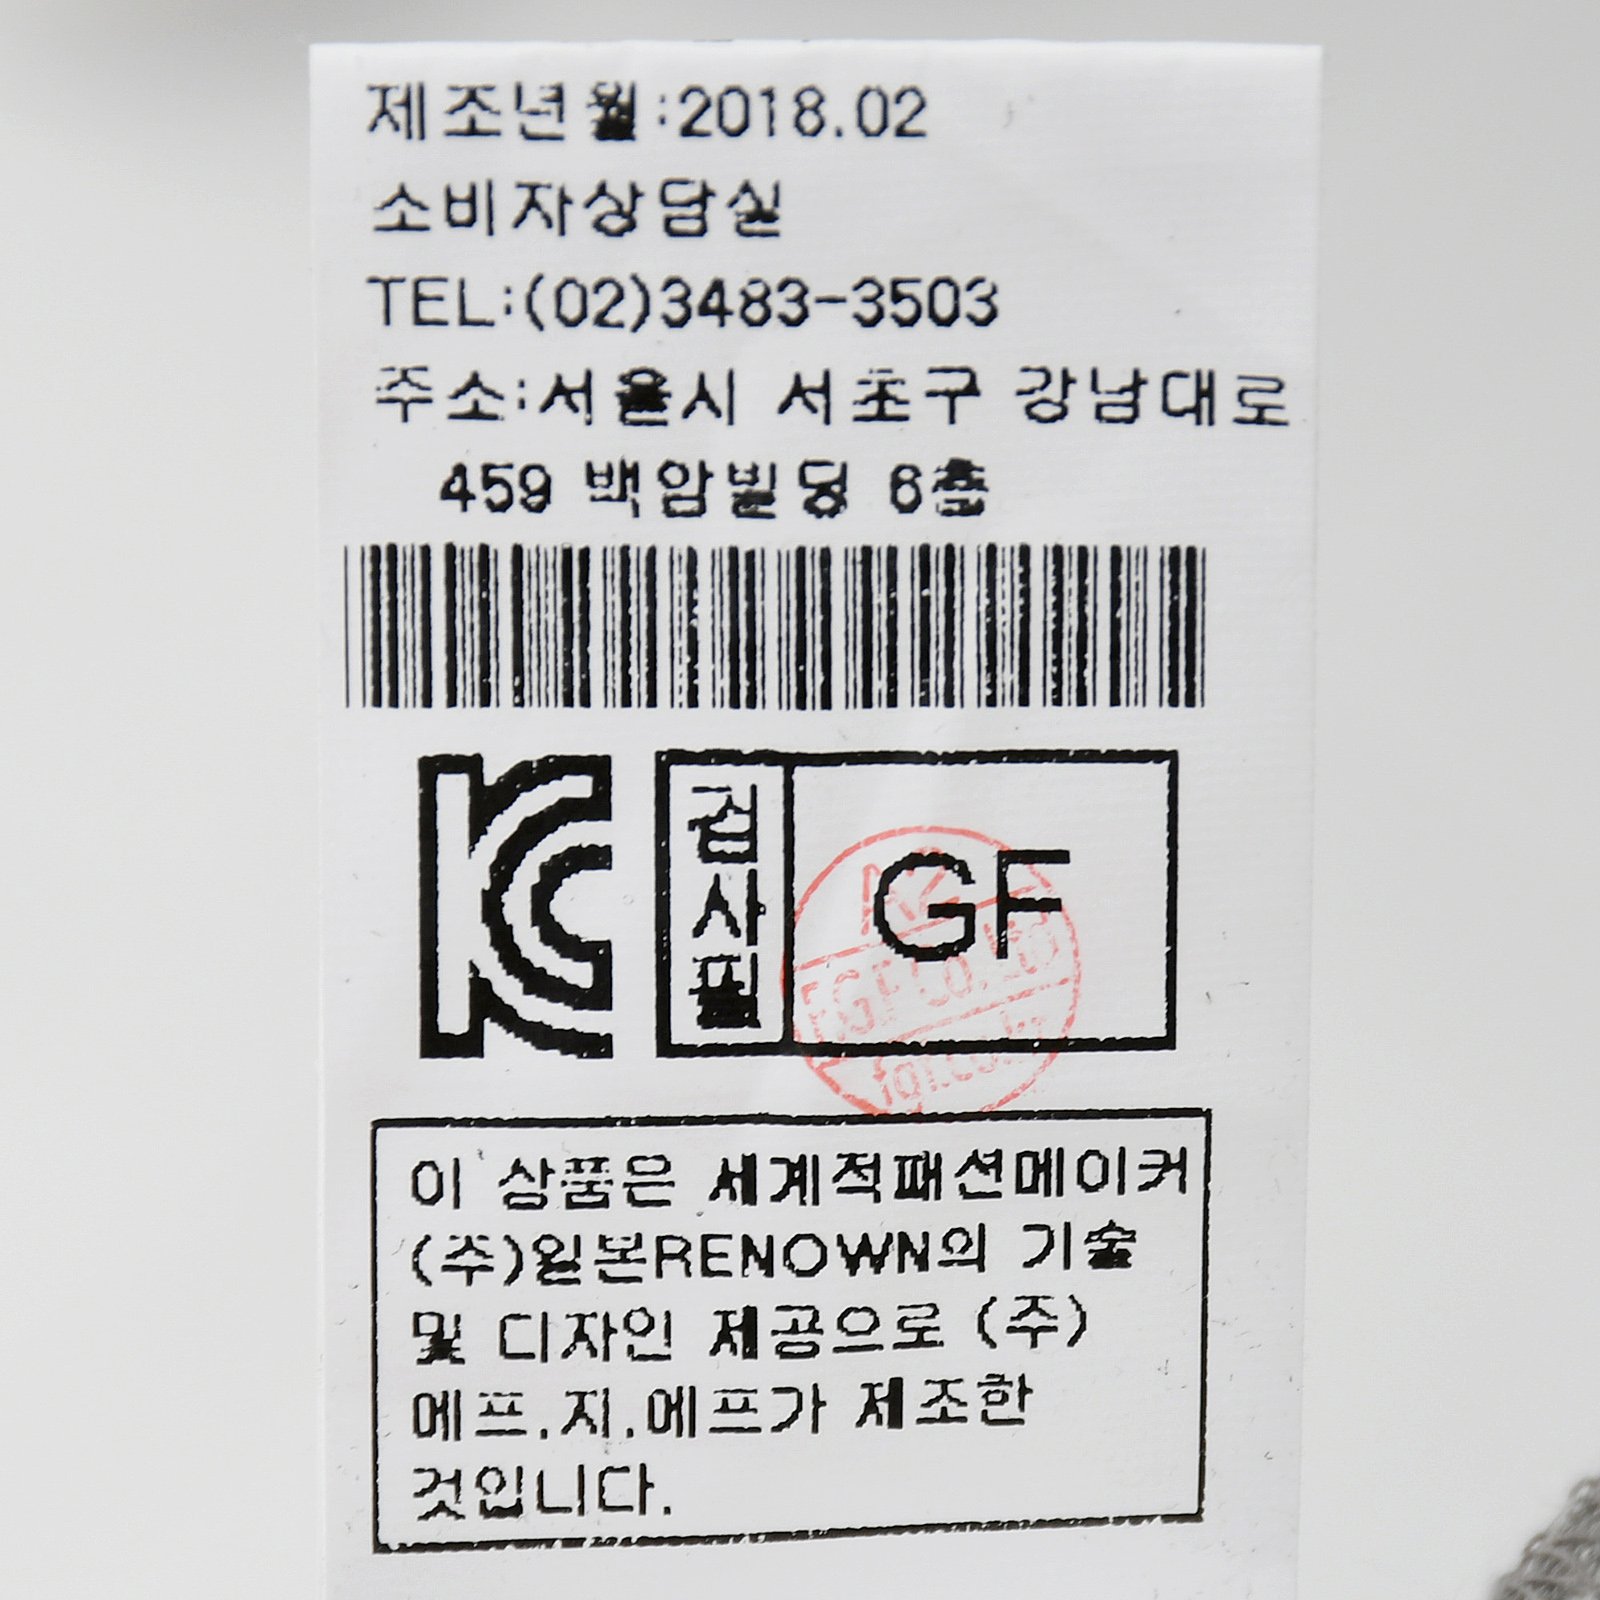 제조년월:2018.02
소비자상담실
TEL:(02)3483-3503
주소:서울시 서초구 강남대로
459 백암빌딩 6층
KC
검사필
GF
이 상품은 세계적패션메이커
(주)일본RENOWN의 기술
및 디자인 제공으로 (주)
에프.지.에프가 제조한
것입니다.